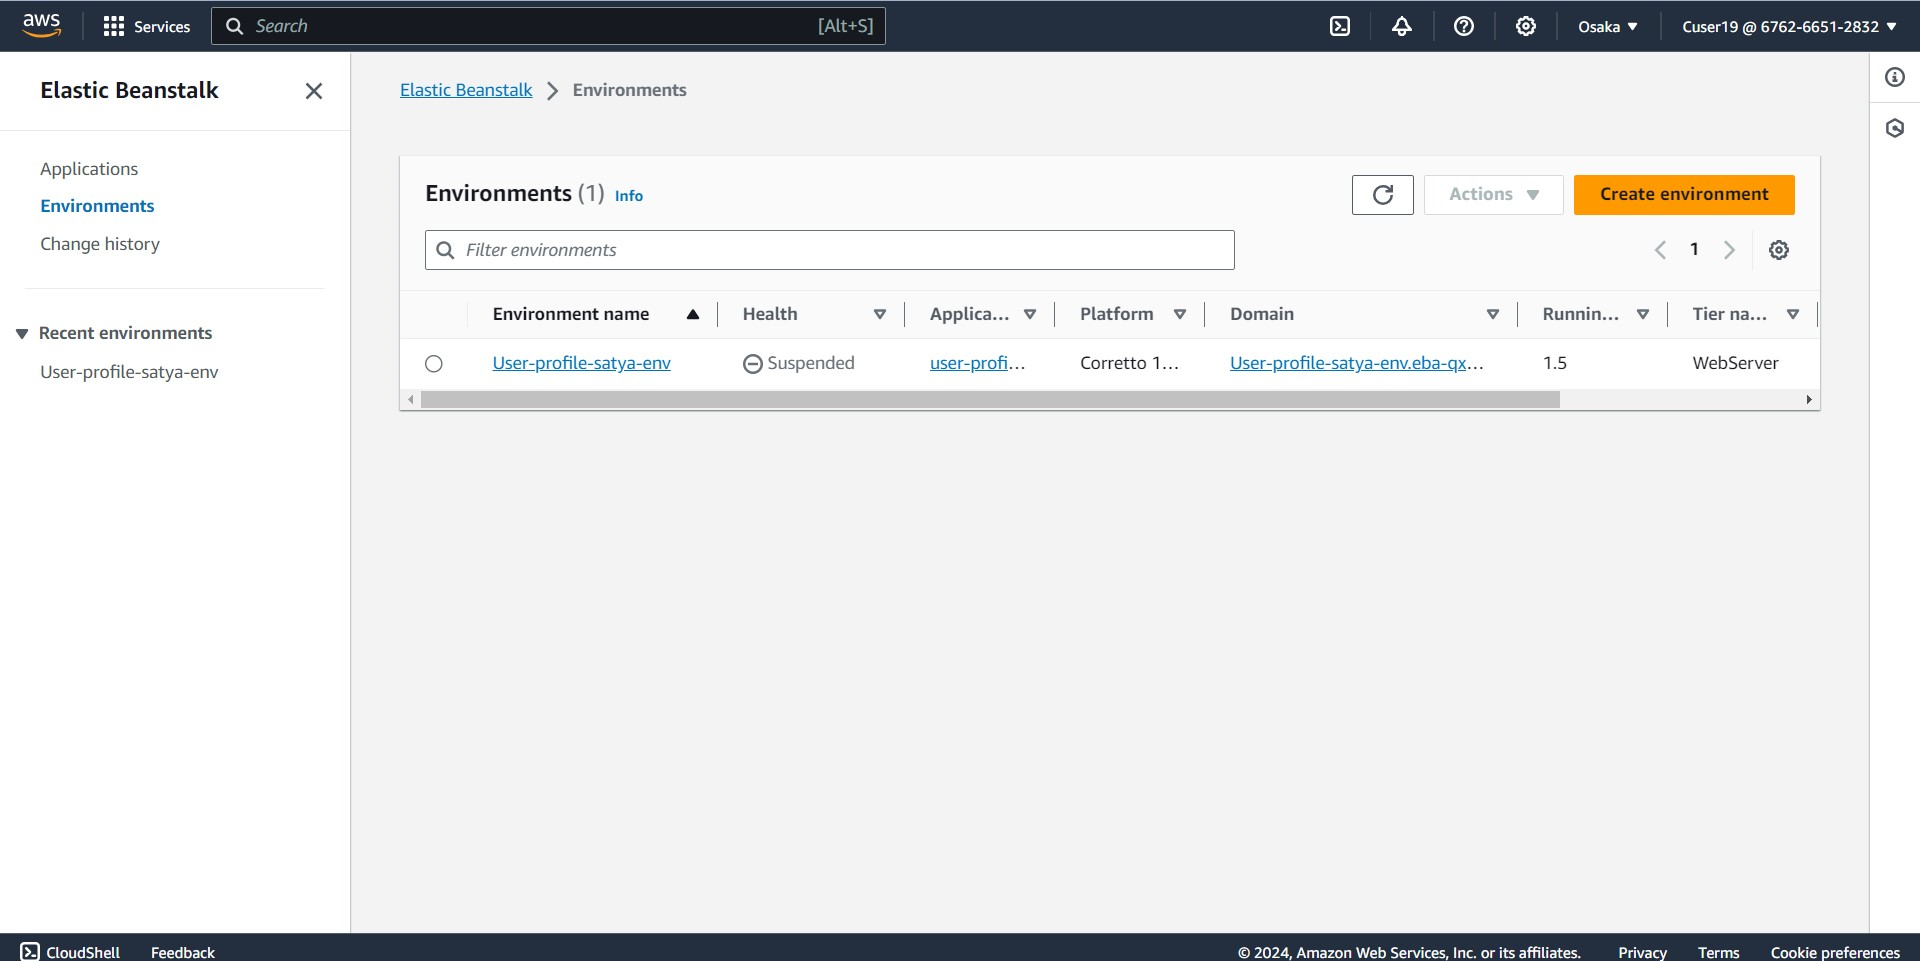 aws Services Search [Alt+S] Osaka Cuser19 @ 6762-6651-2832
Elastic Beanstalk
Applications
Environments
Change history
Recent environments
User-profile-satya-env
Elastic Beanstalk Environments
Environments (1) Info
Actions Create environment
Filter environments
1
Environment name Health Applica... Platform Domain Runnin... Tier na...
User-profile-satya-env Suspended user-profi... Corretto 1... User-profile-satya-env.eba-qx... 1.5 WebServer
CloudShell Feedback © 2024, Amazon Web Services, Inc. or its affiliates. Privacy Terms Cookie preferences